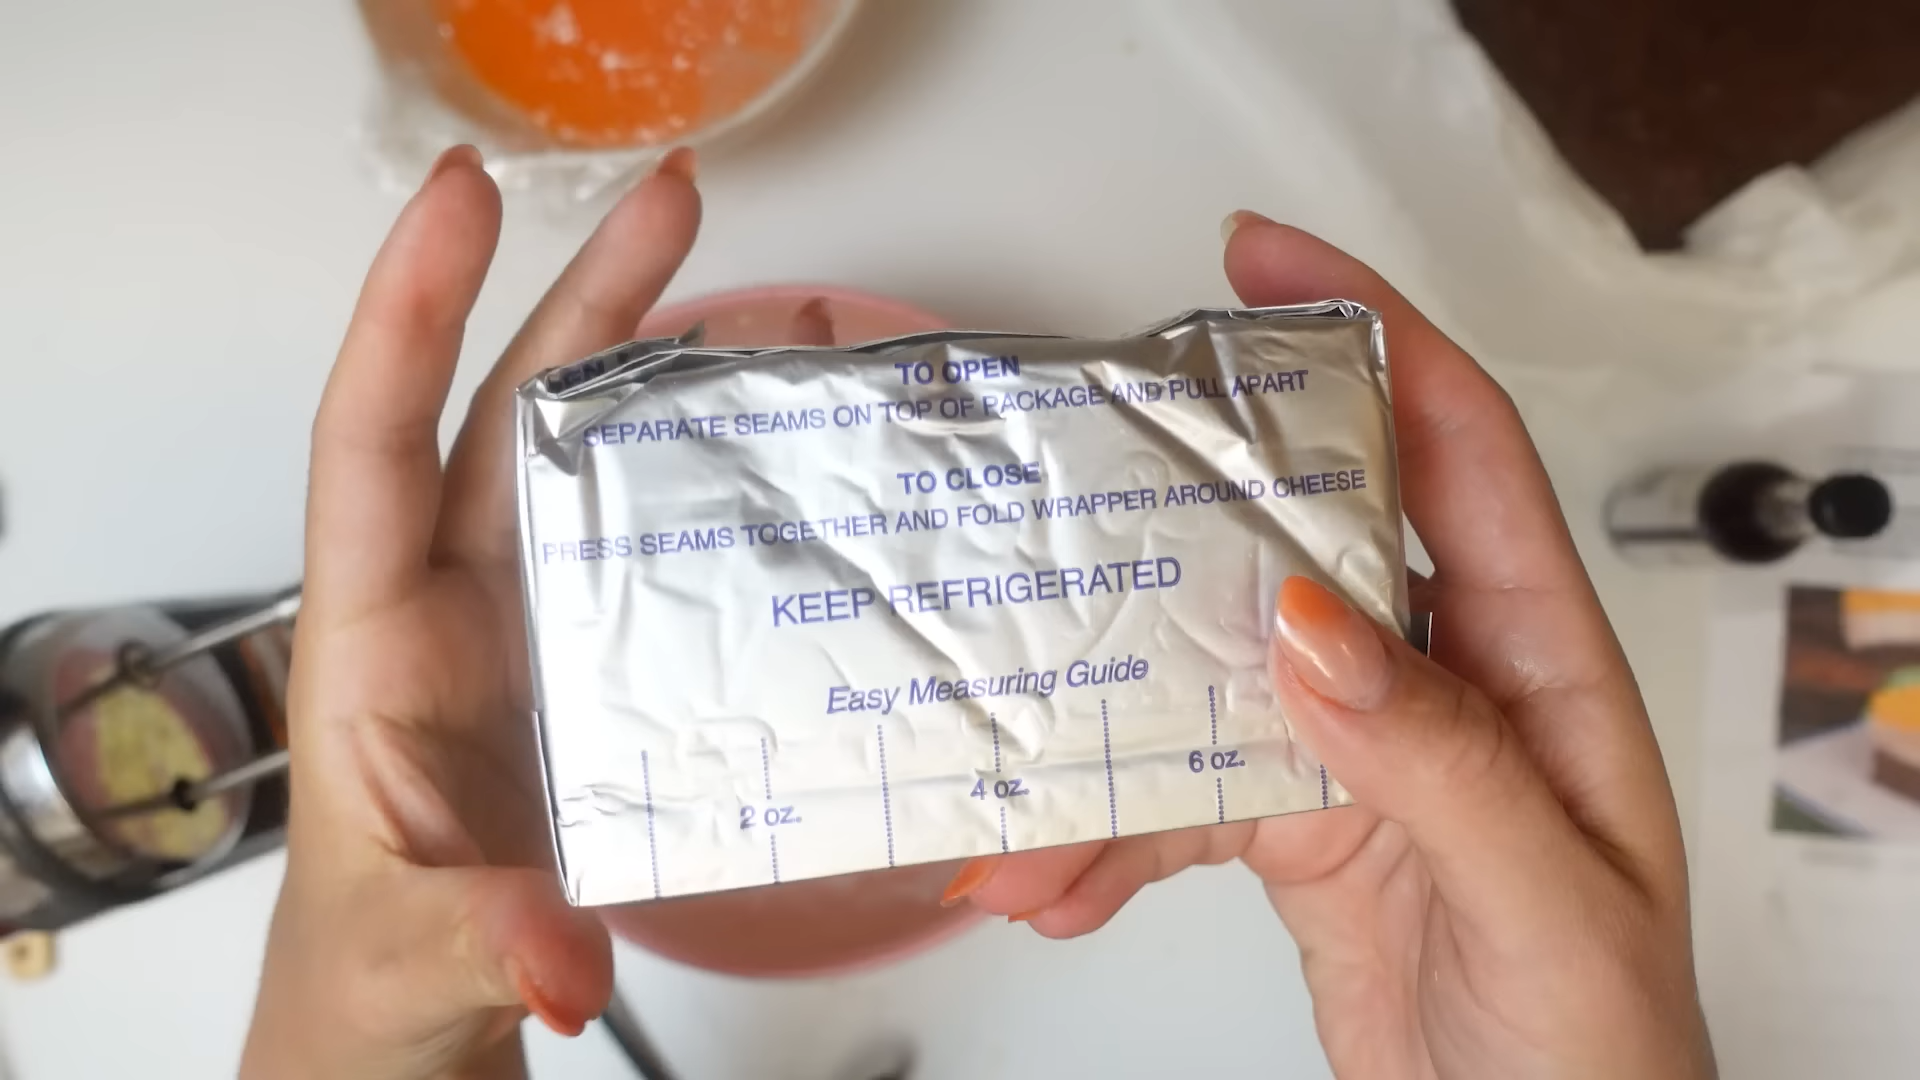 TO OPEN
SEPARATE SEAMS ON TOP OF PACKAGE AND PULL APART
TO CLOSE
PRESS SEAMS TOGETHER AND FOLD WRAPPER AROUND CHEESE
KEEP REFRIGERATED
Easy Measuring Guide
2 oz. 4 oz. 6 oz.